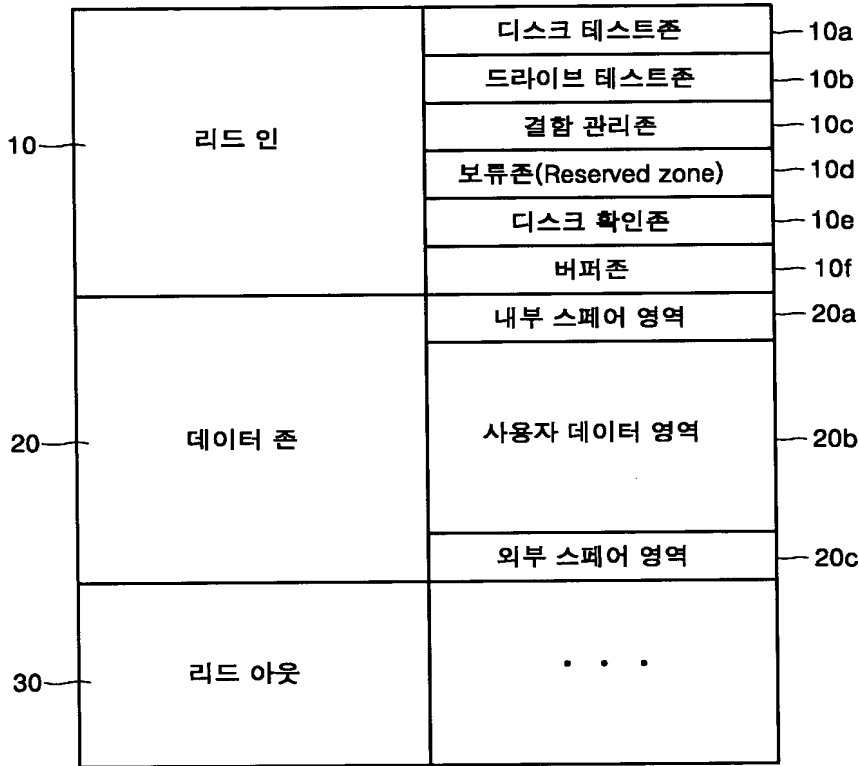 디스크 테스트존 10a
드라이브 테스트존 10b
결함 관리존 10c
10 리드 인
보류존(Reserved zone) 10d
디스크 확인존 10e
버퍼존 10f
내부 스페어 영역 20a
20 데이터 존
사용자 데이터 영역 20b
외부 스페어 영역 20c
30 리드 아웃
. . .